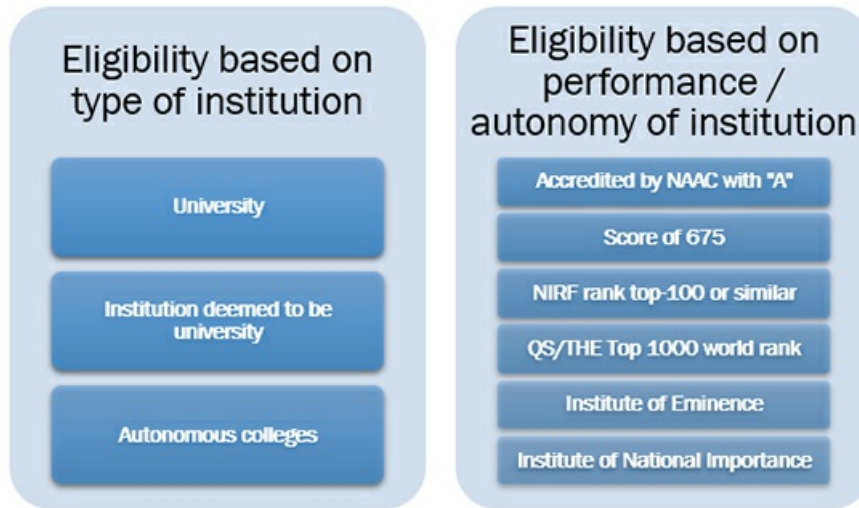 Eligibility based on
type of institution
University
Institution deemed to be
university
Autonomous colleges
Eligibility based on
performance /
autonomy of institution
Accredited by NAAC with "A"
Score of 675
NIRF rank top-100 or similar
QS/THE Top 1000 world rank
Institute of Eminence
Institute of National Importance